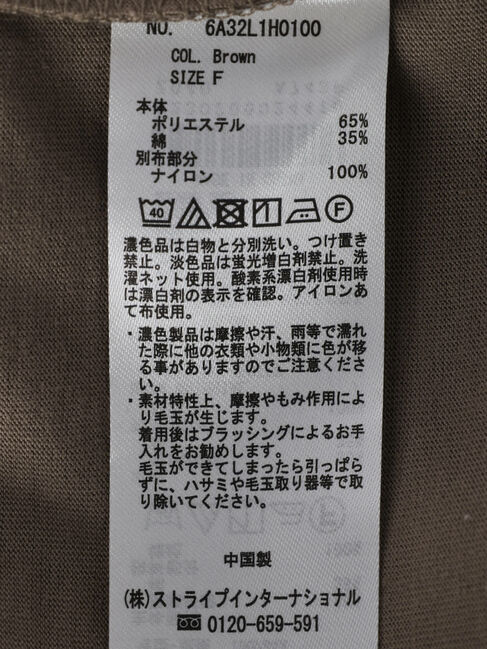 NO. 6A32L1H0100
COL. Brown
SIZE F
本体
ポリエステル 65%
綿 35%
別布部分
ナイロン 100%
40 F
濃色品は白物と分別洗い。つけ置き
禁止。淡色品は蛍光増白剤禁止。洗
濯ネット使用。酸素系漂白剤使用時
は漂白剤の表示を確認。アイロンあ
て布使用。
・濃色製品は摩擦や汗、雨等で濡れ
た際に他の衣類や小物類に色が移
る事がありますのでご注意くださ
い。
・素材特性上、摩擦やもみ作用によ
り毛玉が生じます。
着用後はブラッシングによるお手
入れをお勧めします。
毛玉ができてしまったら引っぱら
ずに、ハサミや毛玉取り器等で取
り除いてください。
中国製
(株)ストライプインターナショナル
0120-659-591